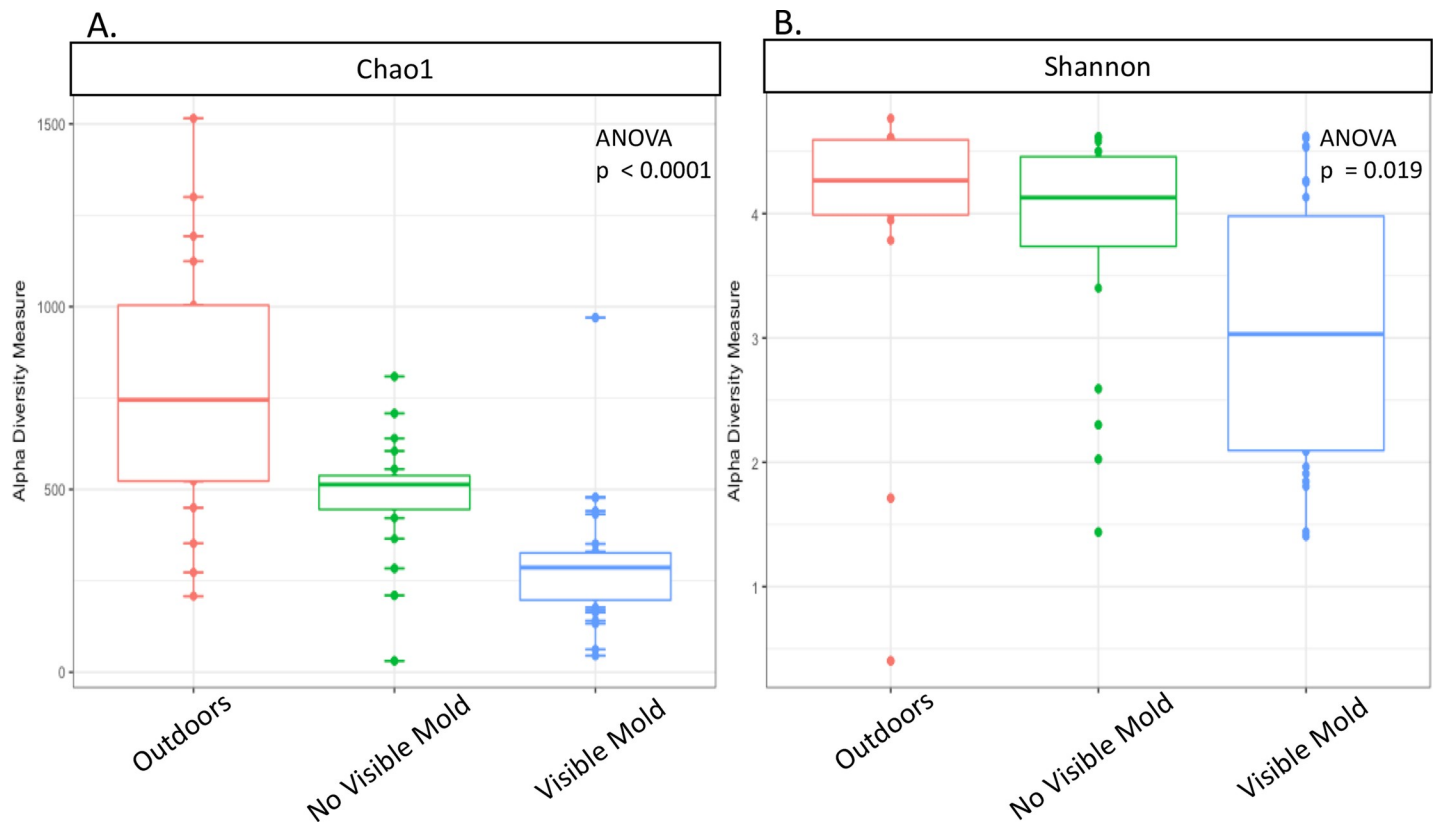 A.
Chao1
ANOVA
p < 0.0001
1500
1000
500
0
Alpha Diversity Measure
Outdoors
No Visible Mold
Visible Mold
B.
Shannon
ANOVA
p = 0.019
4
3
2
1
Alpha Diversity Measure
Outdoors
No Visible Mold
Visible Mold